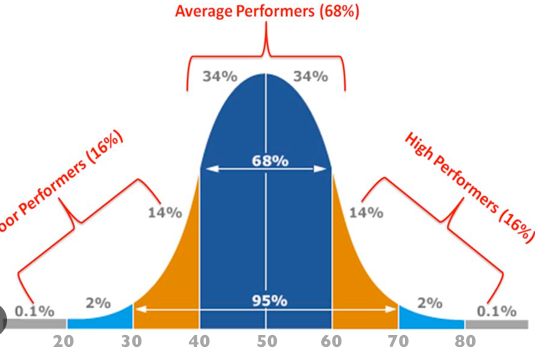 Average Performers (68%)
34% 34%
oor Performers (16%)
High Performers (16%)
68%
14% 14%
95%
0.1% 2% 2% 0.1%
20 30 40 50 60 70 80